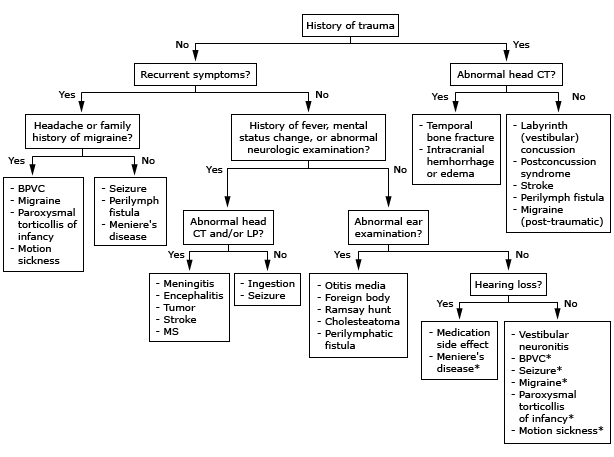 History of trauma
No
Yes
Recurrent symptoms?
Abnormal head CT?
Yes
No
Yes
No
Headache or family
history of migraine?
History of fever, mental
status change, or abnormal
neurologic examination?
- Temporal
bone fracture
- Intracranial
hemorrhage
or edema
- Labyrinth
(vestibular)
concussion
- Postconcussion
syndrome
- Stroke
- Perilymph fistula
- Migraine
(post-traumatic)
Yes
No
Yes
No
- BPVC
- Migraine
- Paroxysmal
torticollis of
infancy
- Motion
sickness
- Seizure
- Perilymph
fistula
- Meniere's
disease
Abnormal head
CT and/or LP?
Abnormal ear
examination?
Yes
No
Yes
No
- Meningitis
- Encephalitis
- Tumor
- Stroke
- MS
- Ingestion
- Seizure
- Otitis media
- Foreign body
- Ramsay hunt
- Cholesteatoma
- Perilymphatic
fistula
Hearing loss?
Yes
No
- Medication
side effect
- Meniere's
disease*
- Vestibular
neuronitis
- BPVC*
- Seizure*
- Migraine*
- Paroxysmal
torticollis
of infancy*
- Motion sickness*